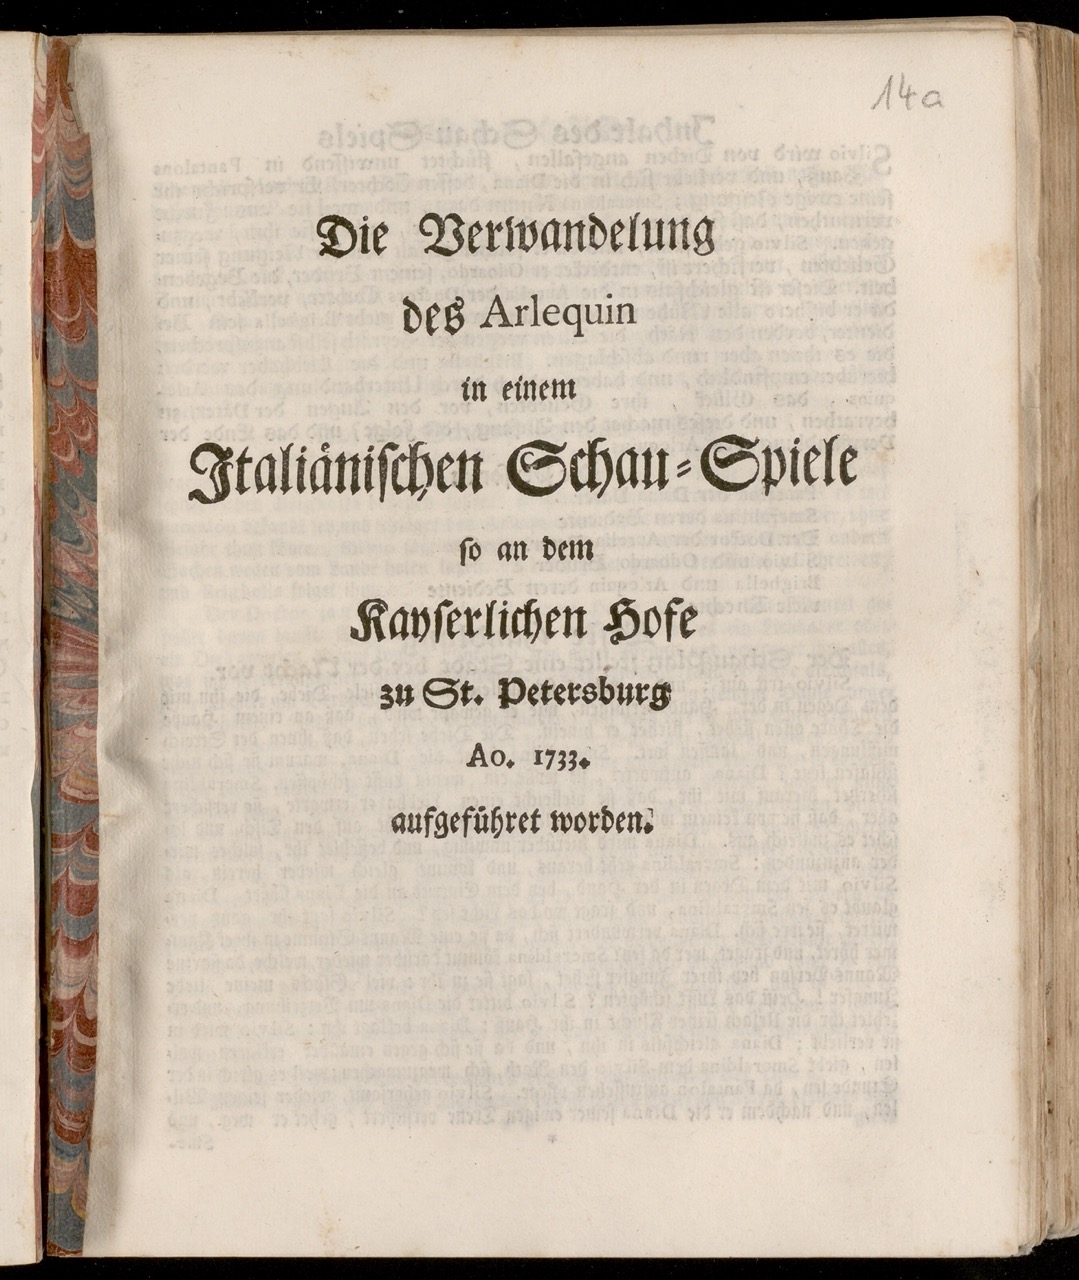 14a
Die Verwandelung
des Arlequin
in einem
Italiänischen Schau-Spiele
so an dem
Kayserlichen Hofe
zu St. Petersburg
Ao. 1733.
aufgeführet worden.